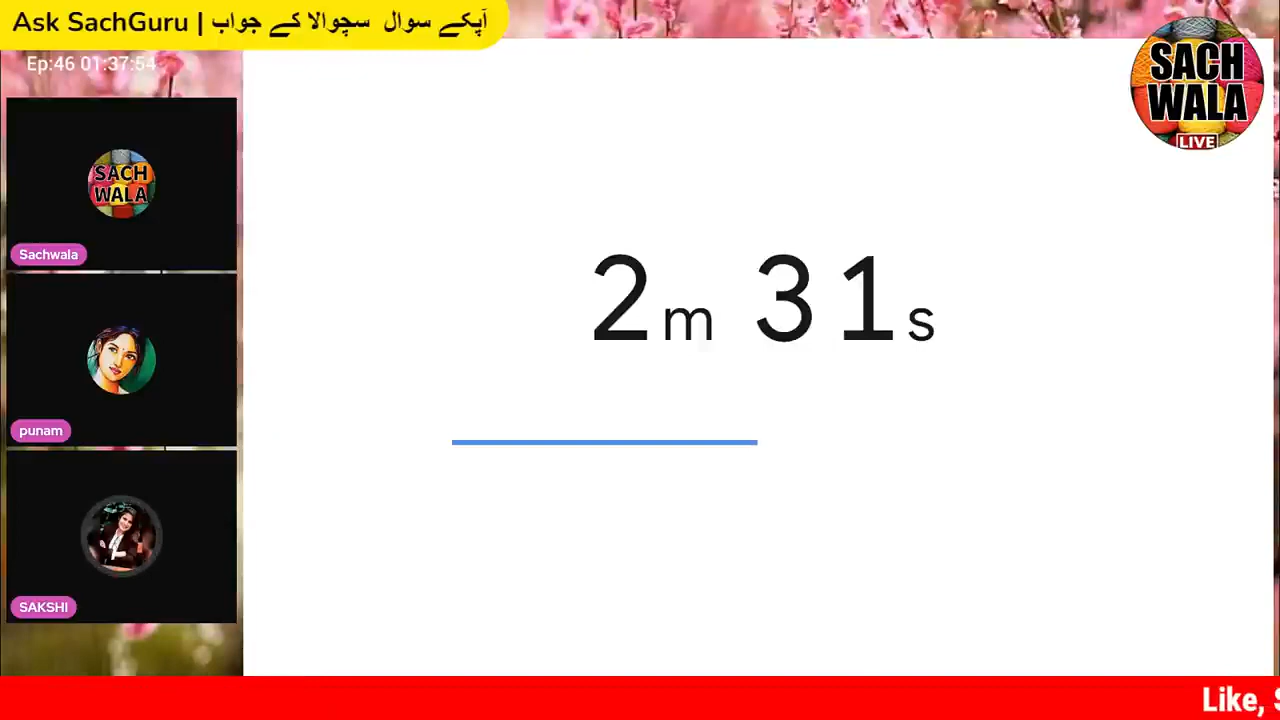 Ask SachGuru | آپکے سوال سچوالا کے جواب
Ep:46 01:37:54
SACH
WALA
LIVE
SACH
WALA
Sachwala
2m 31s
punam
SAKSHI
Like,